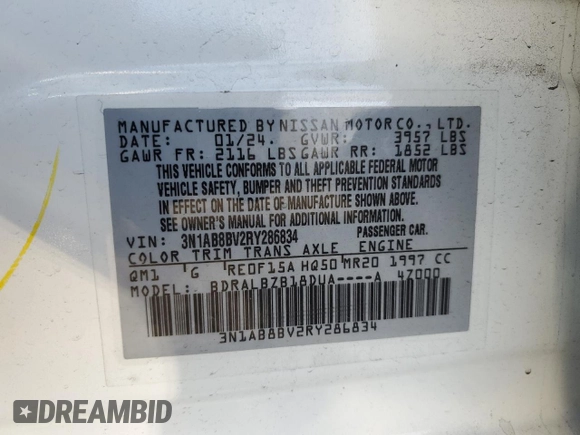 MANUFACTURED BY NISSAN MOTOR CO., LTD.
DATE: 01/24. GVWR: 3957 LBS
GAWR FR: 2116 LBS GAWR RR: 1852 LBS
THIS VEHICLE CONFORMS TO ALL APPLICABLE FEDERAL MOTOR
VEHICLE SAFETY, BUMPER AND THEFT PREVENTION STANDARDS
IN EFFECT ON THE DATE OF MANUFACTURE SHOWN ABOVE.
SEE OWNER'S MANUAL FOR ADDITIONAL INFORMATION.
VIN: 3N1AB8BV2RY286834 PASSENGER CAR.
COLOR TRIM TRANS AXLE ENGINE
QM1 G RE0F15A HQ50 MR20 1997 CC
MODEL: BDRALBZB18DUA----A 47000
3N1AB8BV2RY286834
DREAMBID